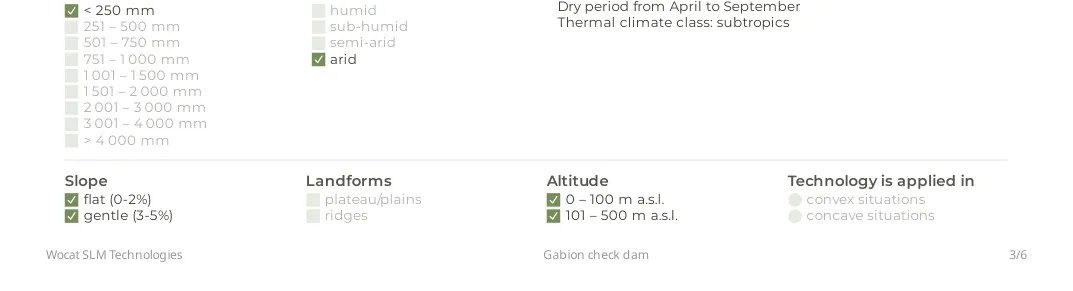 < 250 mm
251 – 500 mm
501 – 750 mm
751 – 1 000 mm
1 001 – 1 500 mm
1 501 – 2 000 mm
2 001 – 3 000 mm
3 001 – 4 000 mm
> 4 000 mm
humid
sub-humid
semi-arid
arid
Dry period from April to September
Thermal climate class: subtropics
Slope
flat (0-2%)
gentle (3-5%)
Landforms
plateau/plains
ridges
Altitude
0 – 100 m a.s.l.
101 – 500 m a.s.l.
Technology is applied in
convex situations
concave situations
Wocat SLM Technologies
Gabion check dam
3/6